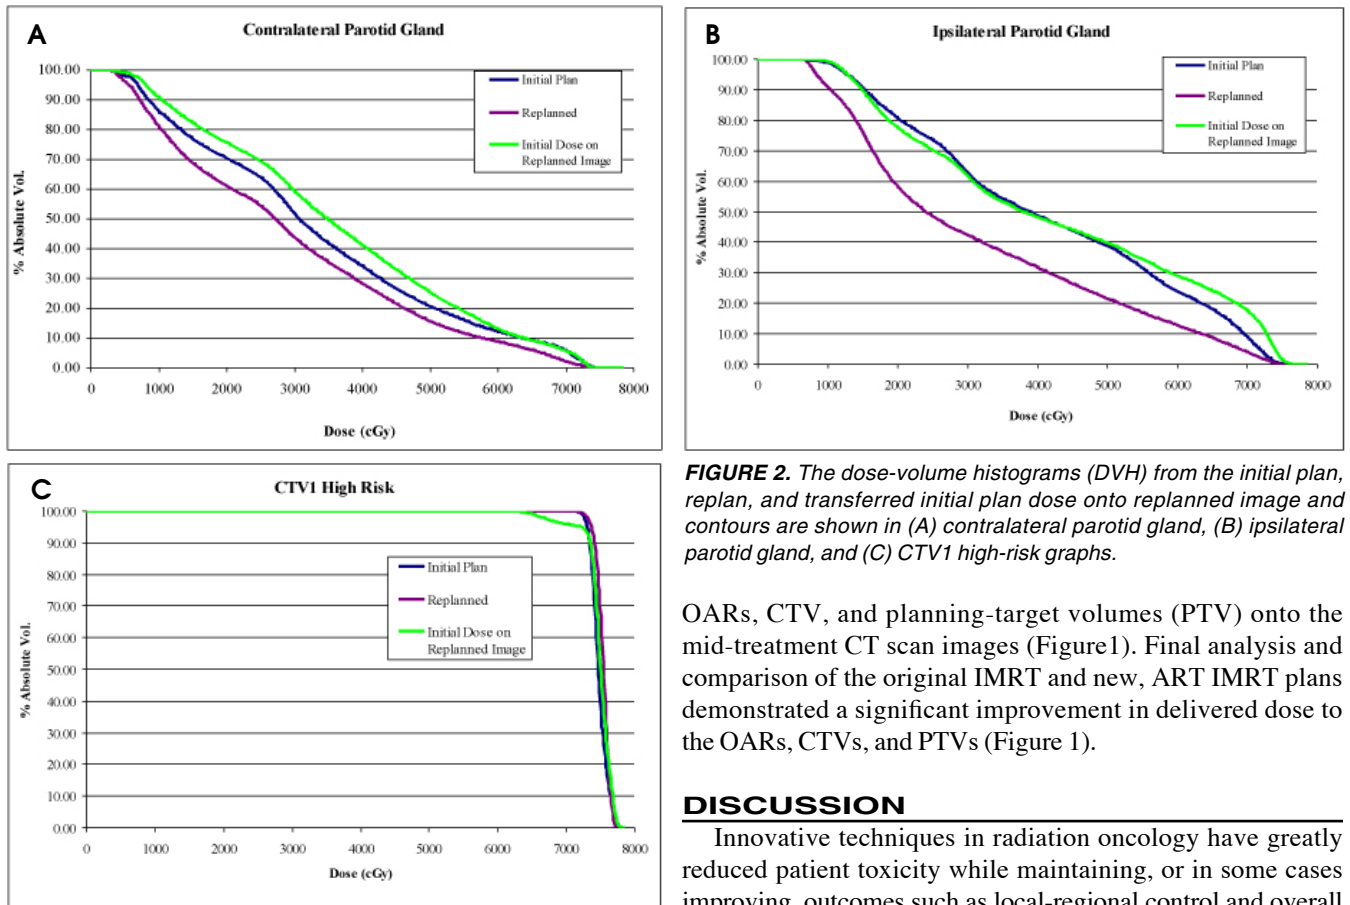 A
Contralateral Parotid Gland
% Absolute Vol.
100.00
90.00
80.00
70.00
60.00
50.00
40.00
30.00
20.00
10.00
0.00
Initial Plan
Replanned
Initial Dose on
Replanned Image
0 1000 2000 3000 4000 5000 6000 7000 8000
Dose (cGy)
B
Ipsilateral Parotid Gland
% Absolute Vol.
100.00
90.00
80.00
70.00
60.00
50.00
40.00
30.00
20.00
10.00
0.00
Initial Plan
Replanned
Initial Dose on
Replanned Image
0 1000 2000 3000 4000 5000 6000 7000 8000
Dose (cGy)
C
CTV1 High Risk
% Absolute Vol.
100.00
90.00
80.00
70.00
60.00
50.00
40.00
30.00
20.00
10.00
0.00
Initial Plan
Replanned
Initial Dose on
Replanned Image
0 1000 2000 3000 4000 5000 6000 7000 8000
Dose (cGy)
FIGURE 2. The dose-volume histograms (DVH) from the initial plan,
replan, and transferred initial plan dose onto replanned image and
contours are shown in (A) contralateral parotid gland, (B) ipsilateral
parotid gland, and (C) CTV1 high-risk graphs.
OARs, CTV, and planning-target volumes (PTV) onto the
mid-treatment CT scan images (Figure1). Final analysis and
comparison of the original IMRT and new, ART IMRT plans
demonstrated a significant improvement in delivered dose to
the OARs, CTVs, and PTVs (Figure 1).
DISCUSSION
Innovative techniques in radiation oncology have greatly
reduced patient toxicity while maintaining, or in some cases
improving, outcomes such as local-regional control and overall